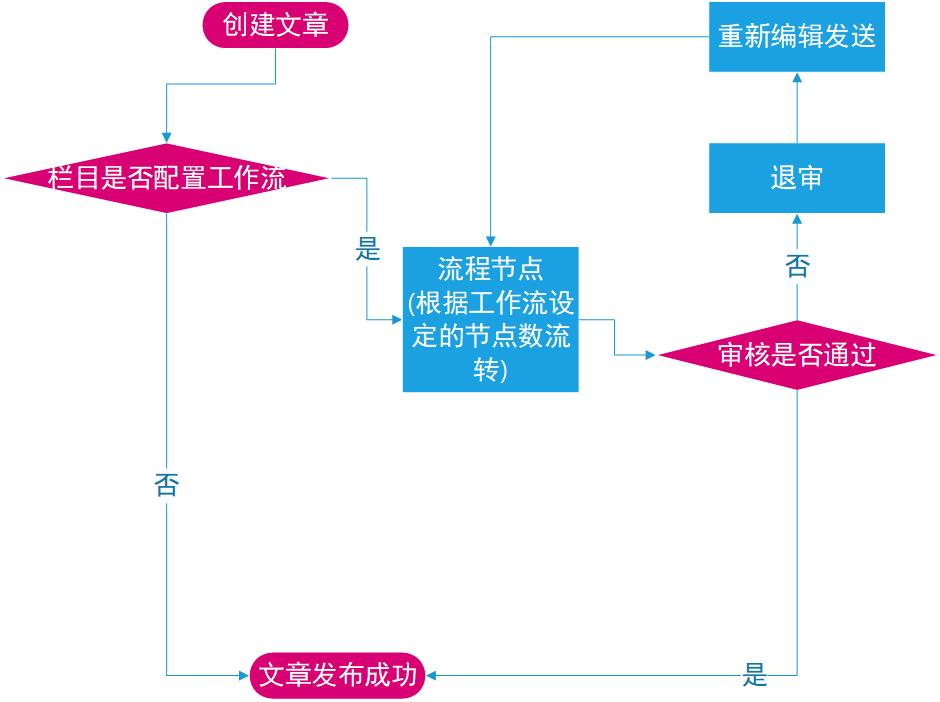 创建文章
重新编辑发送
栏目是否配置工作流
退审
是
否
流程节点
(根据工作流设
定的节点数流
转)
审核是否通过
否
文章发布成功
是